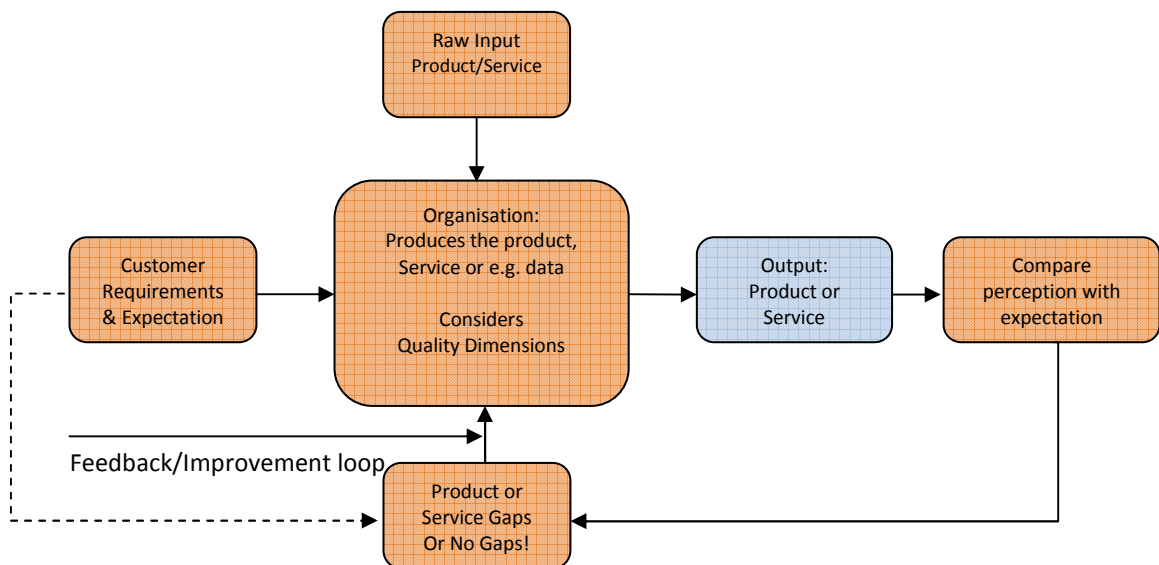 Raw Input
Product/Service
Organisation:
Produces the product,
Service or e.g. data
Considers
Quality Dimensions
Customer
Requirements
& Expectation
Output:
Product or
Service
Compare
perception with
expectation
Feedback/Improvement loop
Product or
Service Gaps
Or No Gaps!